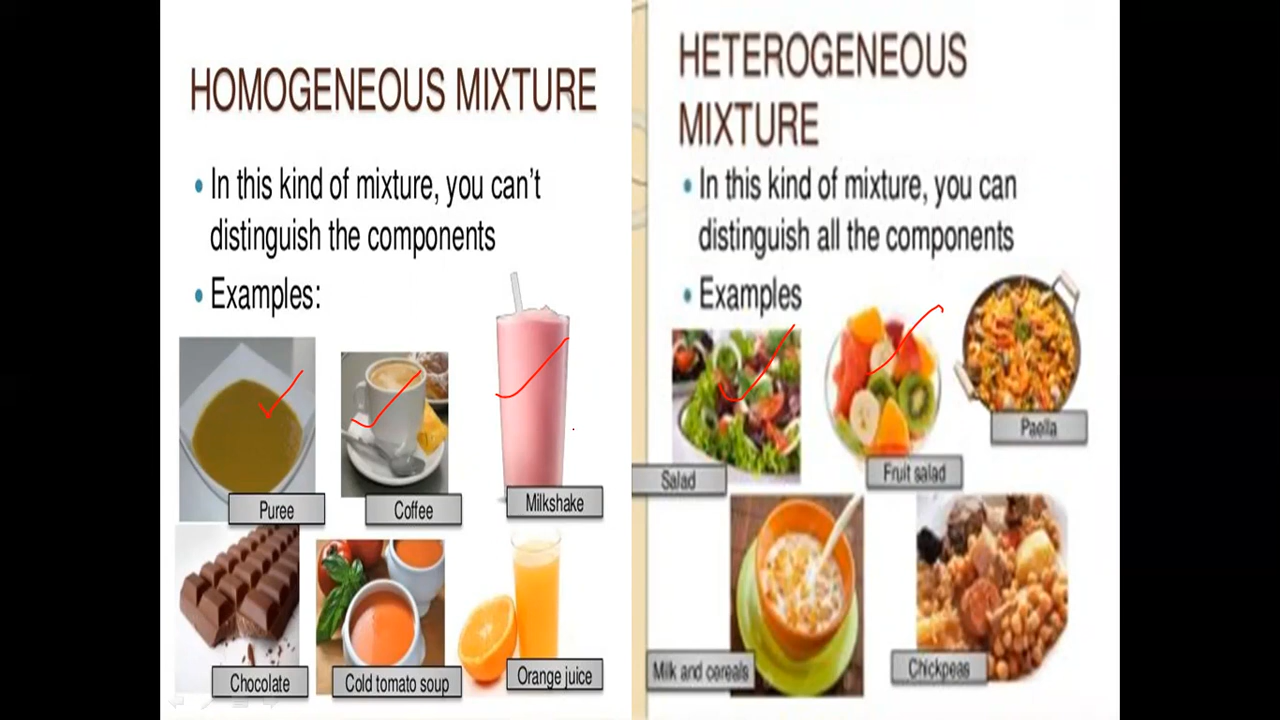 HOMOGENEOUS MIXTURE
• In this kind of mixture, you can't
distinguish the components
• Examples:
Puree
Coffee
Milkshake
Chocolate
Cold tomato soup
Orange juice
HETEROGENEOUS
MIXTURE
• In this kind of mixture, you can
distinguish all the components
• Examples
Salad
Fruit salad
Paella
Milk and cereals
Chickpeas